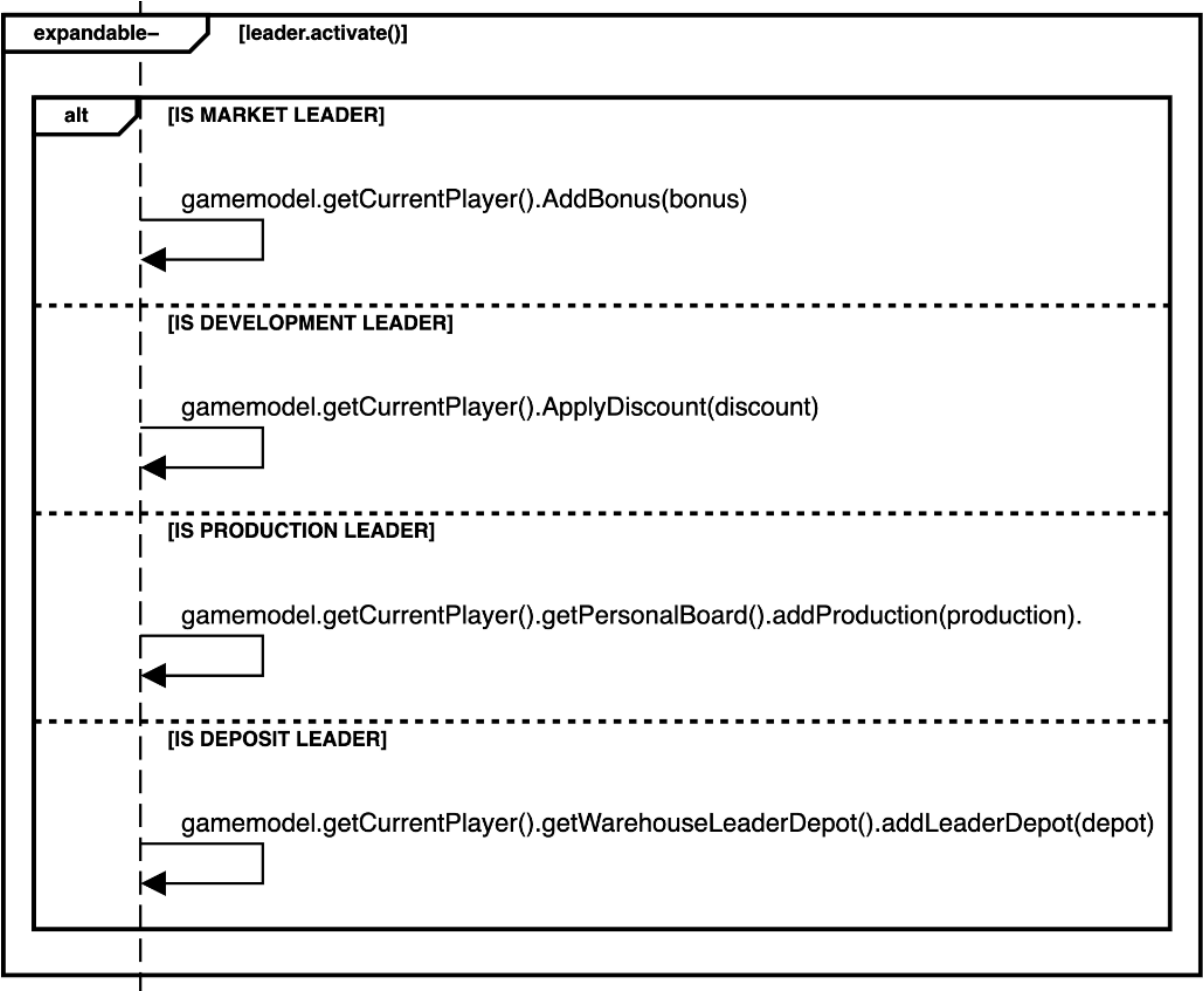 expandable– [leader.activate()]
alt [IS MARKET LEADER]
gamemodel.getCurrentPlayer().AddBonus(bonus)
[IS DEVELOPMENT LEADER]
gamemodel.getCurrentPlayer().ApplyDiscount(discount)
[IS PRODUCTION LEADER]
gamemodel.getCurrentPlayer().getPersonalBoard().addProduction(production).
[IS DEPOSIT LEADER]
gamemodel.getCurrentPlayer().getWarehouseLeaderDepot().addLeaderDepot(depot)